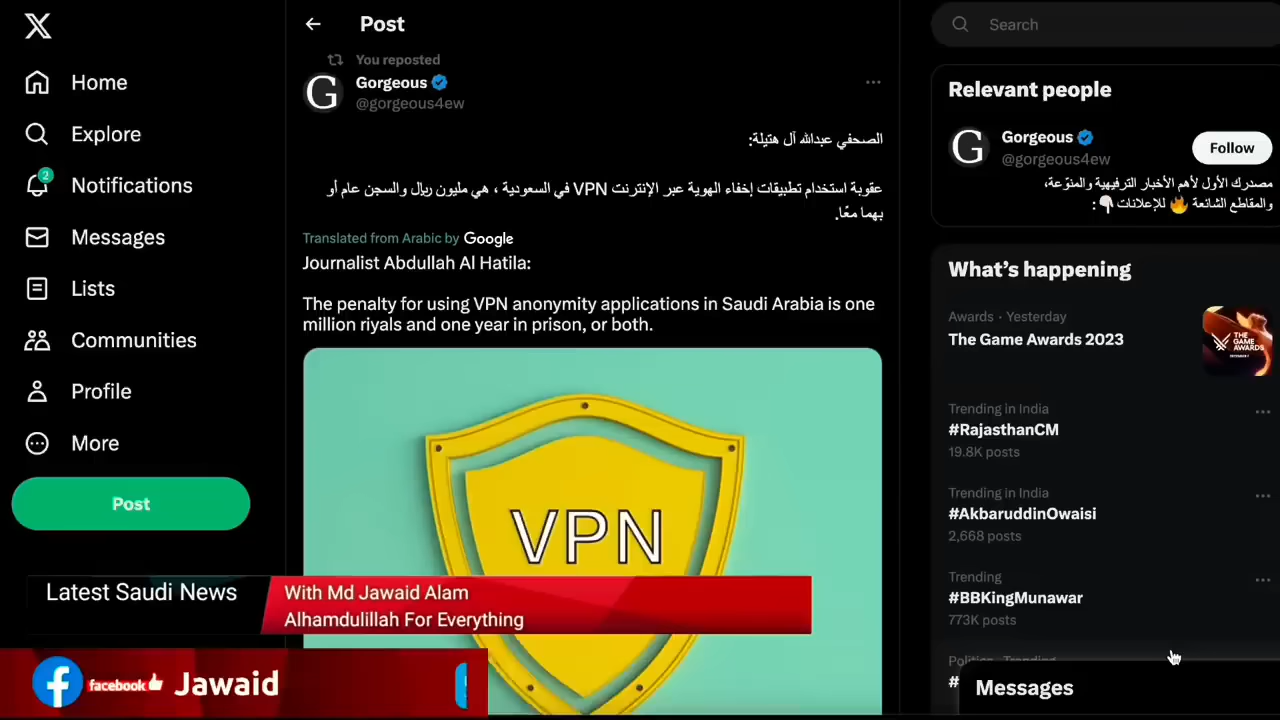 Home
Explore
Notifications
2
Messages
Lists
Communities
Profile
More
Post
Post
You reposted
Gorgeous
@gorgeous4ew
الصحفي عبدالله آل هتيلة:
عقوبة استخدام تطبيقات إخفاء الهوية عبر الإنترنت VPN في السعودية ، هي مليون ريال والسجن عام أو
بهما معًا.
Translated from Arabic by Google
Journalist Abdullah Al Hatila:
The penalty for using VPN anonymity applications in Saudi Arabia is one
million riyals and one year in prison, or both.
VPN
Search
Relevant people
Gorgeous
@gorgeous4ew
Follow
مصدرك الأول لأهم الأخبار الترفيهية والمنوّعة،
والمقاطع الشائعة 🔥 للإعلانات 👇 :
What's happening
Awards · Yesterday
The Game Awards 2023
THE GAME AWARDS
Trending in India
#RajasthanCM
19.8K posts
Trending in India
#AkbaruddinOwaisi
2,668 posts
Trending
#BBKingMunawar
773K posts
Politics · Trending
#
Messages
Latest Saudi News
With Md Jawaid Alam
Alhamdulillah For Everything
facebook Jawaid